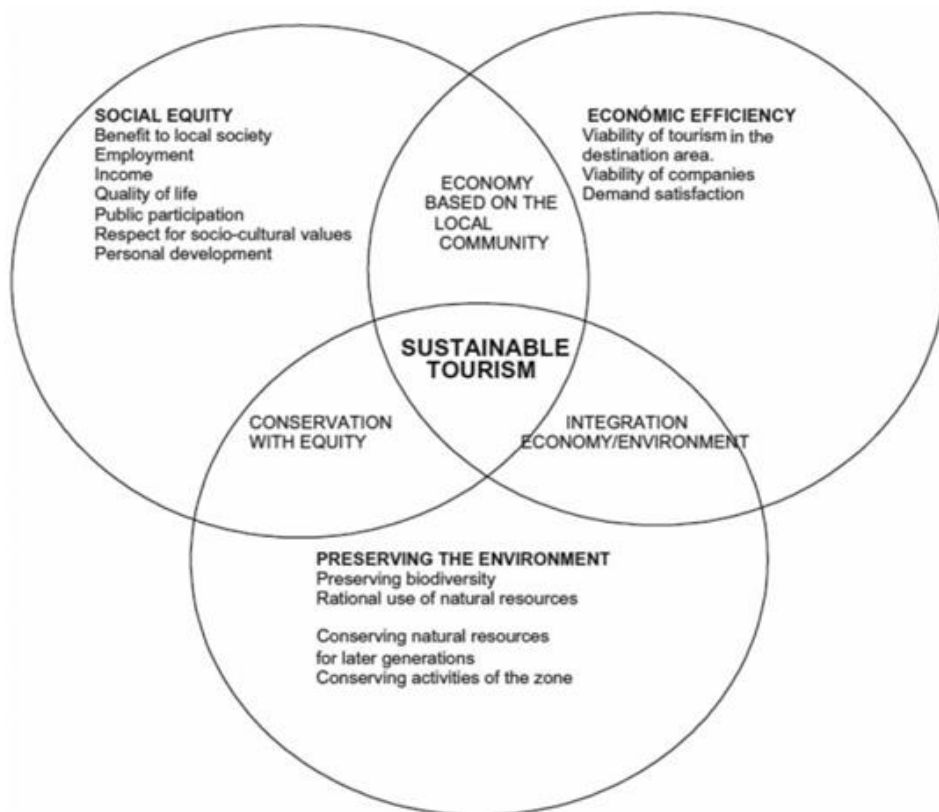 SOCIAL EQUITY
Benefit to local society
Employment
Income
Quality of life
Public participation
Respect for socio-cultural values
Personal development
ECONÓMIC EFFICIENCY
Viability of tourism in the
destination area.
Viability of companies
Demand satisfaction
ECONOMY
BASED ON THE
LOCAL
COMMUNITY
SUSTAINABLE
TOURISM
CONSERVATION
WITH EQUITY
INTEGRATION
ECONOMY/ENVIRONMENT
PRESERVING THE ENVIRONMENT
Preserving biodiversity
Rational use of natural resources
Conserving natural resources
for later generations
Conserving activities of the zone